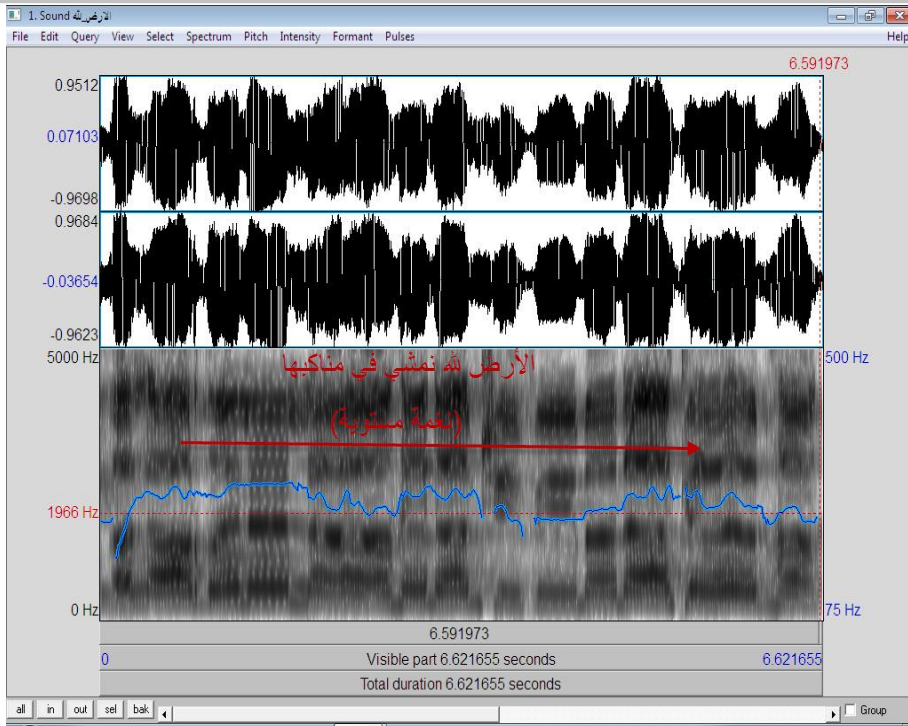 1. Sound الارض_لله
File Edit Query View Select Spectrum Pitch Intensity Formant Pulses Help
6.591973
0.9512
0.07103
-0.9698
0.9684
-0.03654
-0.9623
5000 Hz
500 Hz
الأرض لله نمشي في مناكبها
(نغمة مستوية)
1966 Hz
0 Hz
75 Hz
6.591973
0 Visible part 6.621655 seconds 6.621655
Total duration 6.621655 seconds
all in out sel bak Group